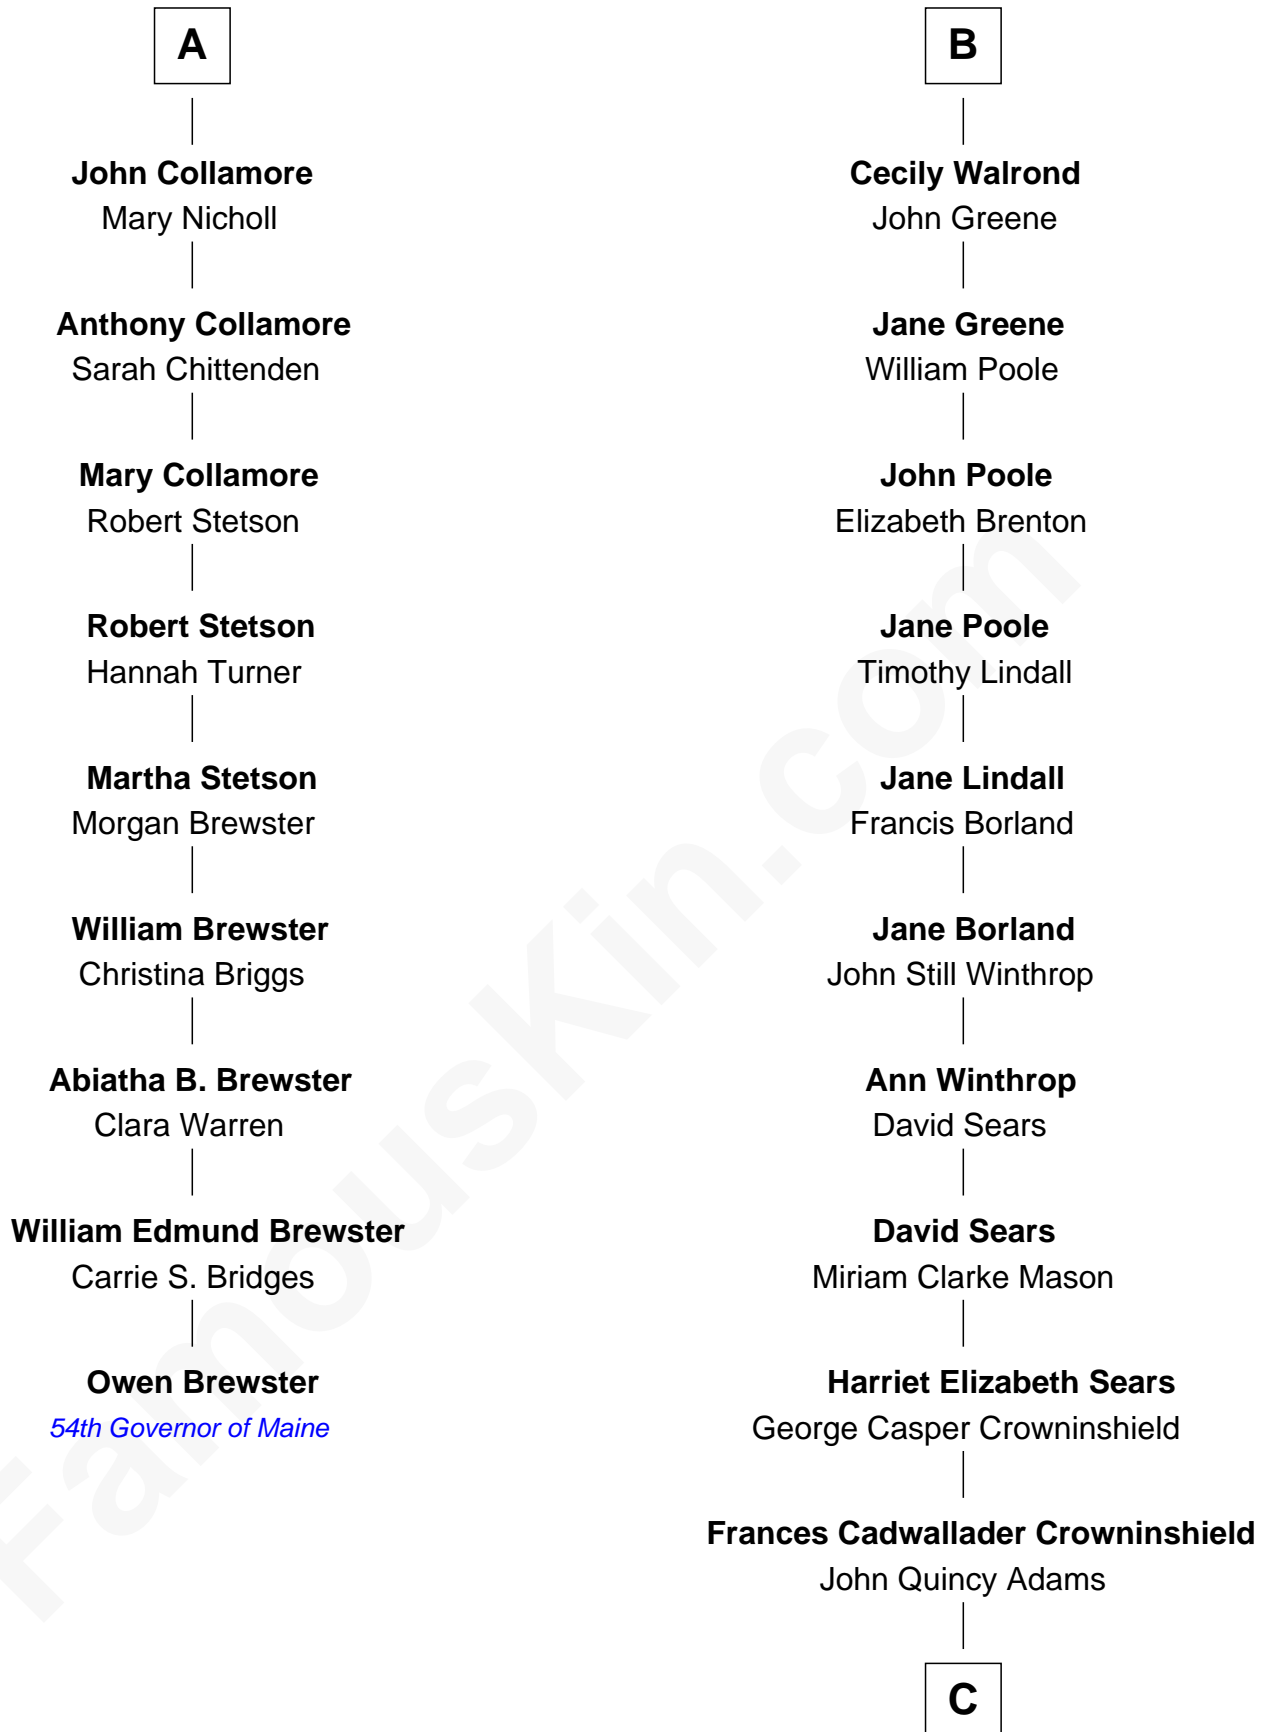 A
John Collamore
Mary Nicholl
Anthony Collamore
Sarah Chittenden
Mary Collamore
Robert Stetson
Robert Stetson
Hannah Turner
Martha Stetson
Morgan Brewster
William Brewster
Christina Briggs
Abiatha B. Brewster
Clara Warren
William Edmund Brewster
Carrie S. Bridges
Owen Brewster
54th Governor of Maine
B
Cecily Walrond
John Greene
Jane Greene
William Poole
John Poole
Elizabeth Brenton
Jane Poole
Timothy Lindall
Jane Lindall
Francis Borland
Jane Borland
John Still Winthrop
Ann Winthrop
David Sears
David Sears
Miriam Clarke Mason
Harriet Elizabeth Sears
George Casper Crowninshield
Frances Cadwallader Crowninshield
John Quincy Adams
C
FamousKin.com